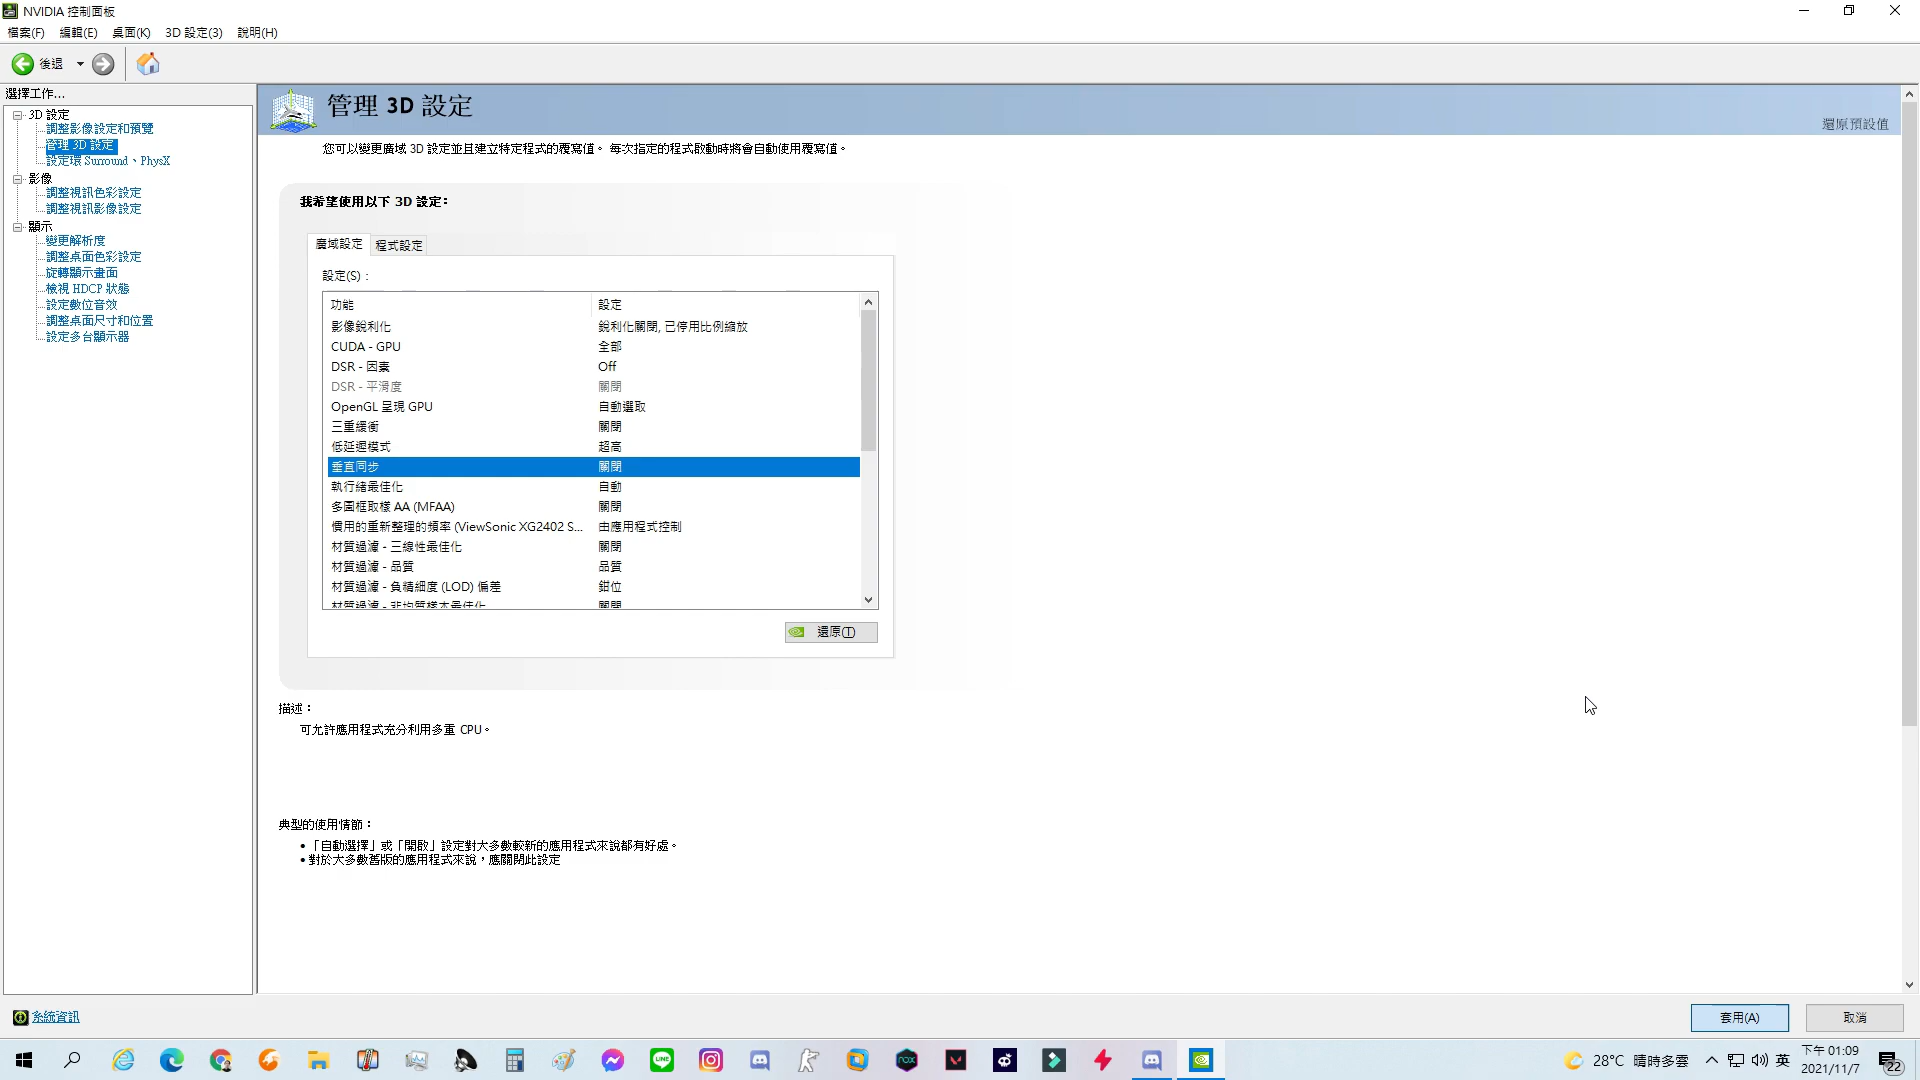 NVIDIA 控制面板
檔案(F) 編輯(E) 桌面(K) 3D 設定(3) 說明(H)
後退
選擇工作...
3D 設定
調整影像設定和預覽
管理 3D 設定
設定環 Surround、PhysX
影像
調整視訊色彩設定
調整視訊影像設定
顯示
變更解析度
調整桌面色彩設定
旋轉顯示畫面
檢視 HDCP 狀態
設定數位音效
調整桌面尺寸和位置
設定多台顯示器
系統資訊
管理 3D 設定
還原預設值
您可以變更廣域 3D 設定並且建立特定程式的覆寫值。 每次指定的程式啟動時將會自動使用覆寫值。
我希望使用以下 3D 設定:
廣域設定 程式設定
設定(S) :
功能 設定
影像銳利化 銳利化關閉, 已停用比例縮放
CUDA - GPU 全部
DSR - 因素 Off
DSR - 平滑度 關閉
OpenGL 呈現 GPU 自動選取
三重緩衝 關閉
低延遲模式 超高
垂直同步 關閉
執行緒最佳化 自動
多圖框取樣 AA (MFAA) 關閉
慣用的重新整理的頻率 (ViewSonic XG2402 S... 由應用程式控制
材質過濾 - 三線性最佳化 關閉
材質過濾 - 品質 品質
材質過濾 - 負精細度 (LOD) 偏差 鉗位
材質過濾 - 非均質樣本最佳化 關閉
還原(T)
描述：
可允許應用程式充分利用多重 CPU。
典型的使用情節：
•「自動選擇」或「開啟」設定對大多數較新的應用程式來說都有好處。
•對於大多數舊版的應用程式來說，應關閉此設定
套用(A) 取消
28°C 晴時多雲 英 下午 01:09
2021/11/7 22